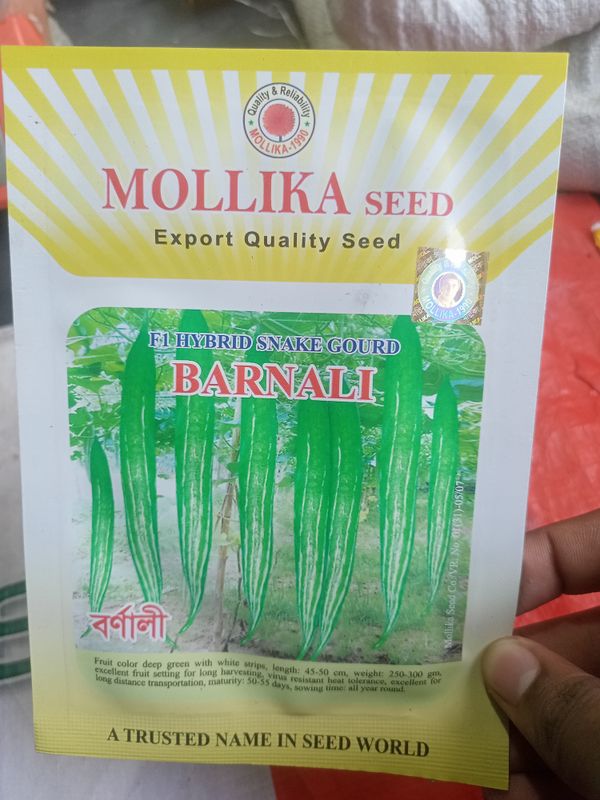 Quality & Reliability
MOLLIKA-1990
MOLLIKA SEED
Export Quality Seed
MOLLIKA-1990
F1 HYBRID SNAKE GOURD
BARNALI
বর্ণালী
Fruit color deep green with white strips, length: 45-50 cm, weight: 250-300 gm,
excellent fruit setting for long harvesting, virus resistant heat tolerance, excellent for
long distance transportation, maturity: 50-55 days, sowing time: all year round.
A TRUSTED NAME IN SEED WORLD